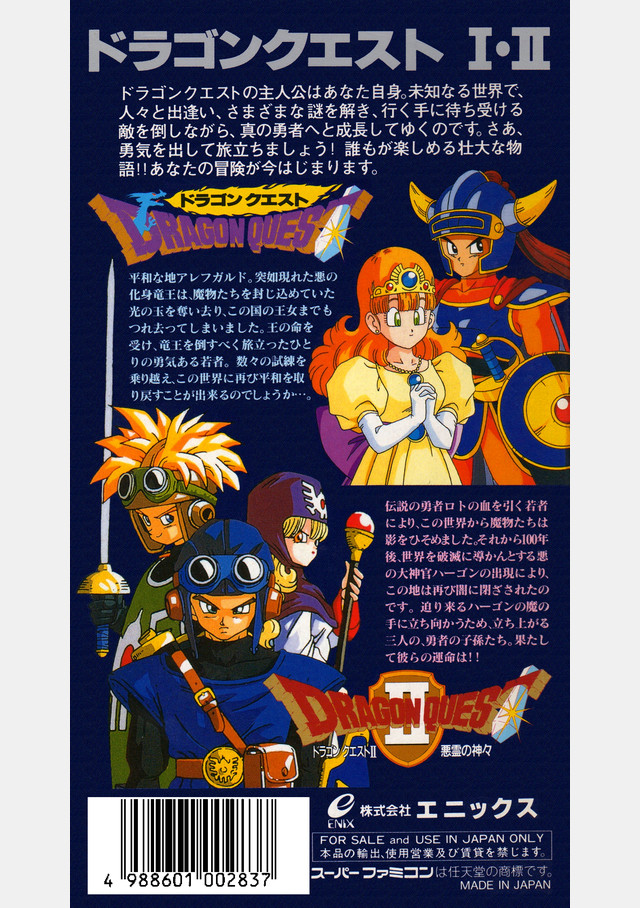 ドラゴンクエスト I・II
ドラゴンクエストの主人公はあなた自身。未知なる世界で、
人々と出逢い、さまざまな謎を解き、行く手に待ち受ける
敵を倒しながら、真の勇者へと成長してゆくのです。さあ、
勇気を出して旅立ちましょう! 誰もが楽しめる壮大な物
語!!あなたの冒険が今はじまります。
ドラゴン クエスト
DRAGON QUEST
平和な地アレフガルド。突如現れた悪の
化身竜王は、魔物たちを封じ込めていた
光の玉を奪い去り、この国の王女までも
つれ去ってしまいました。王の命を
受け、竜王を倒すべく旅立ったひと
りの勇気ある若者。数々の試練を
乗り越え、この世界に再び平和を取
り戻すことが出来るのでしょうか…。
伝説の勇者ロトの血を引く若者
により、この世界から魔物たちは
影をひそめました。それから100年
後、世界を破滅に導かんとする悪
の大神官ハーゴンの出現により、
この地は再び闇に閉ざされたの
です。迫り来るハーゴンの魔の
手に立ち向かうため、立ち上がる
三人の、勇者の子孫たち。果たし
て彼らの運命は!!
DRAGON QUEST II
ドラゴン クエストII 悪霊の神々
ENIX 株式会社 エニックス
FOR SALE and USE IN JAPAN ONLY
本品の輸出、使用営業及び賃貸を禁じます。
スーパーファミコンは任天堂の商標です。
MADE IN JAPAN
4 988601 002837